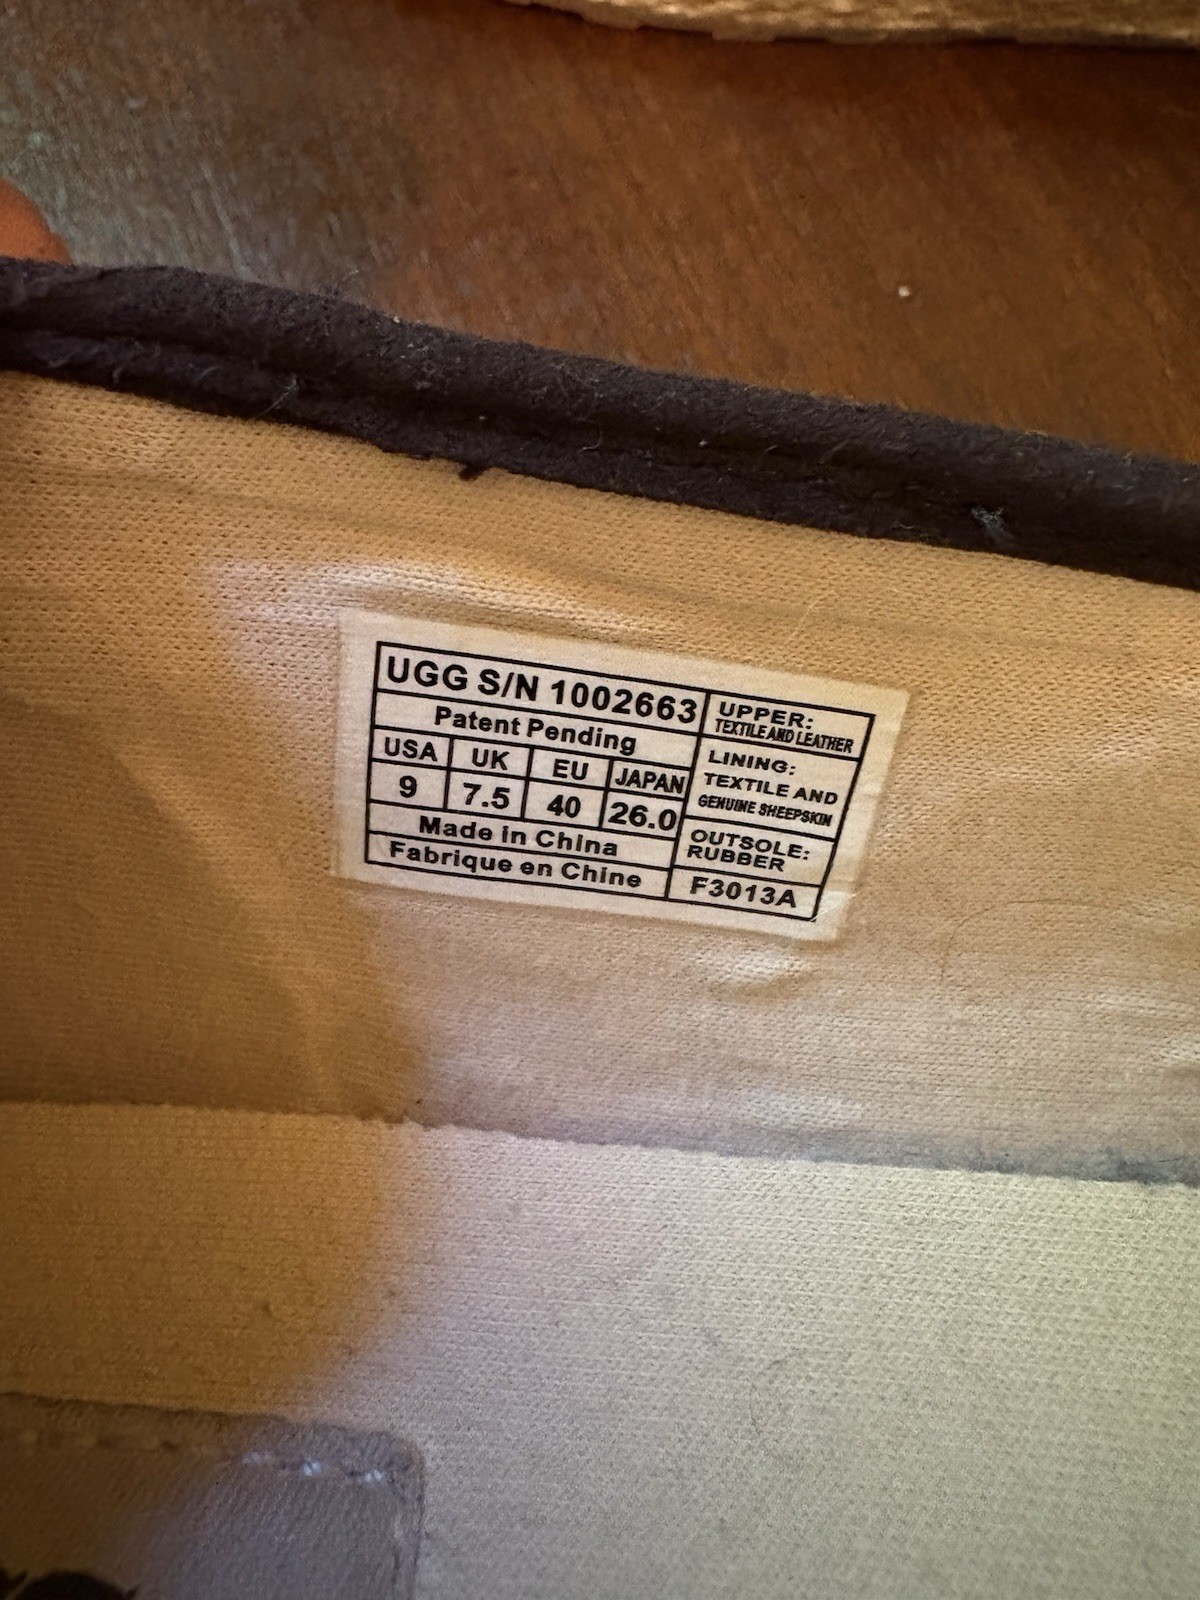 UGG S/N 1002663
Patent Pending
USA UK EU JAPAN
9 7.5 40 26.0
Made in China
Fabrique en Chine
UPPER:
TEXTILE AND LEATHER
LINING:
TEXTILE AND
GENUINE SHEEPSKIN
OUTSOLE:
RUBBER
F3013A